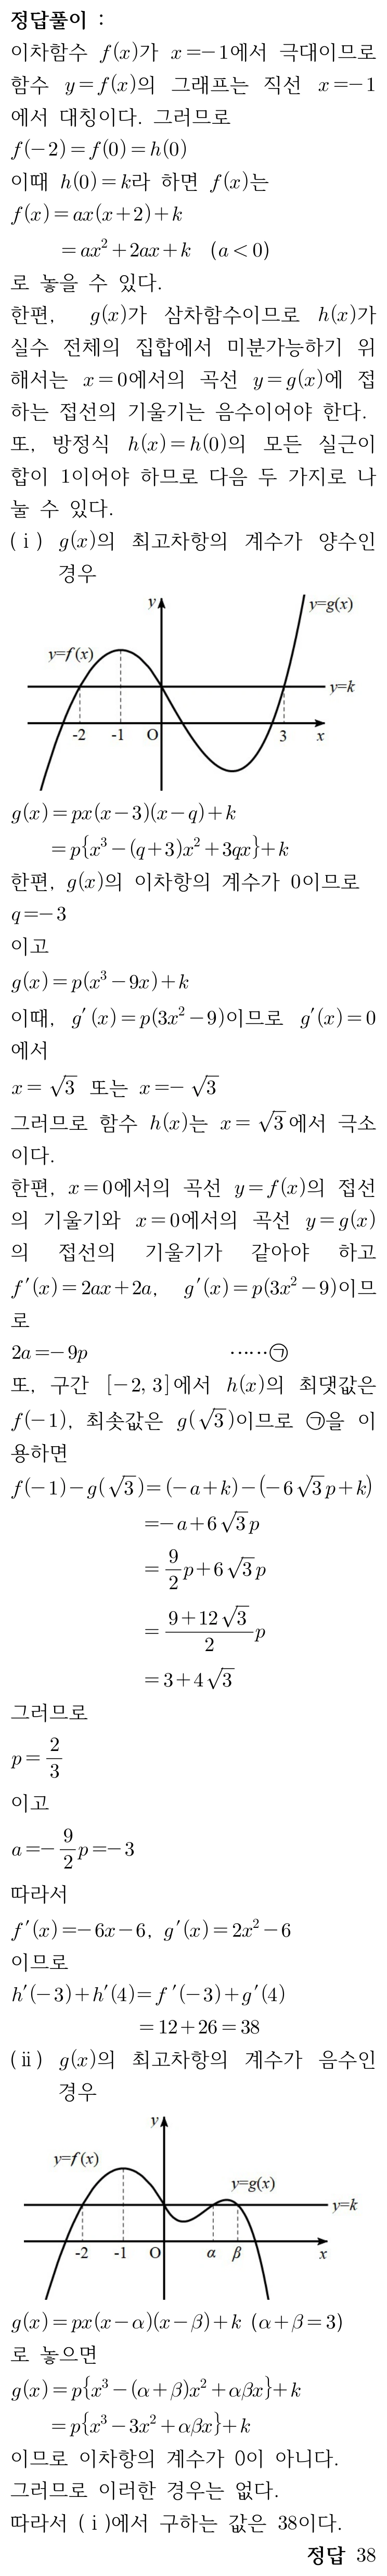 정답풀이 :
이차함수 f(x)가 x=−1에서 극대이므로
함수 y=f(x)의 그래프는 직선 x=−1
에서 대칭이다. 그러므로
f(−2)=f(0)=h(0)
이때 h(0)=k라 하면 f(x)는
f(x)=ax(x+2)+k
=ax²+2ax+k (a<0)
로 놓을 수 있다.
한편, g(x)가 삼차함수이므로 h(x)가
실수 전체의 집합에서 미분가능하기 위
해서는 x=0에서의 곡선 y=g(x)에 접
하는 접선의 기울기는 음수이어야 한다.
또, 방정식 h(x)=h(0)의 모든 실근이
합이 1이어야 하므로 다음 두 가지로 나
눌 수 있다.
(ⅰ) g(x)의 최고차항의 계수가 양수인
경우
y y=g(x)
y=f(x)
y=k
-2 -1 O 3 x
g(x)=px(x−3)(x−q)+k
=p{x³−(q+3)x²+3qx}+k
한편, g(x)의 이차항의 계수가 0이므로
q=−3
이고
g(x)=p(x³−9x)+k
이때, g′(x)=p(3x²−9)이므로 g′(x)=0
에서
x=√3 또는 x=−√3
그러므로 함수 h(x)는 x=√3에서 극소
이다.
한편, x=0에서의 곡선 y=f(x)의 접선
의 기울기와 x=0에서의 곡선 y=g(x)
의 접선의 기울기가 같아야 하고
f′(x)=2ax+2a, g′(x)=p(3x²−9)이므
로
2a=−9p ⋯⋯㉠
또, 구간 [−2, 3]에서 h(x)의 최댓값은
f(−1), 최솟값은 g(√3)이므로 ㉠을 이
용하면
f(−1)−g(√3)=(−a+k)−(−6√3p+k)
=−a+6√3p
=9/2p+6√3p
=(9+12√3)/2p
=3+4√3
그러므로
p=2/3
이고
a=−9/2p=−3
따라서
f′(x)=−6x−6, g′(x)=2x²−6
이므로
h′(−3)+h′(4)=f′(−3)+g′(4)
=12+26=38
(ⅱ) g(x)의 최고차항의 계수가 음수인
경우
y
y=f(x) y=g(x)
y=k
-2 -1 O α β x
g(x)=px(x−α)(x−β)+k (α+β=3)
로 놓으면
g(x)=p{x³−(α+β)x²+αβx}+k
=p{x³−3x²+αβx}+k
이므로 이차항의 계수가 0이 아니다.
그러므로 이러한 경우는 없다.
따라서 (ⅰ)에서 구하는 값은 38이다.
정답 38